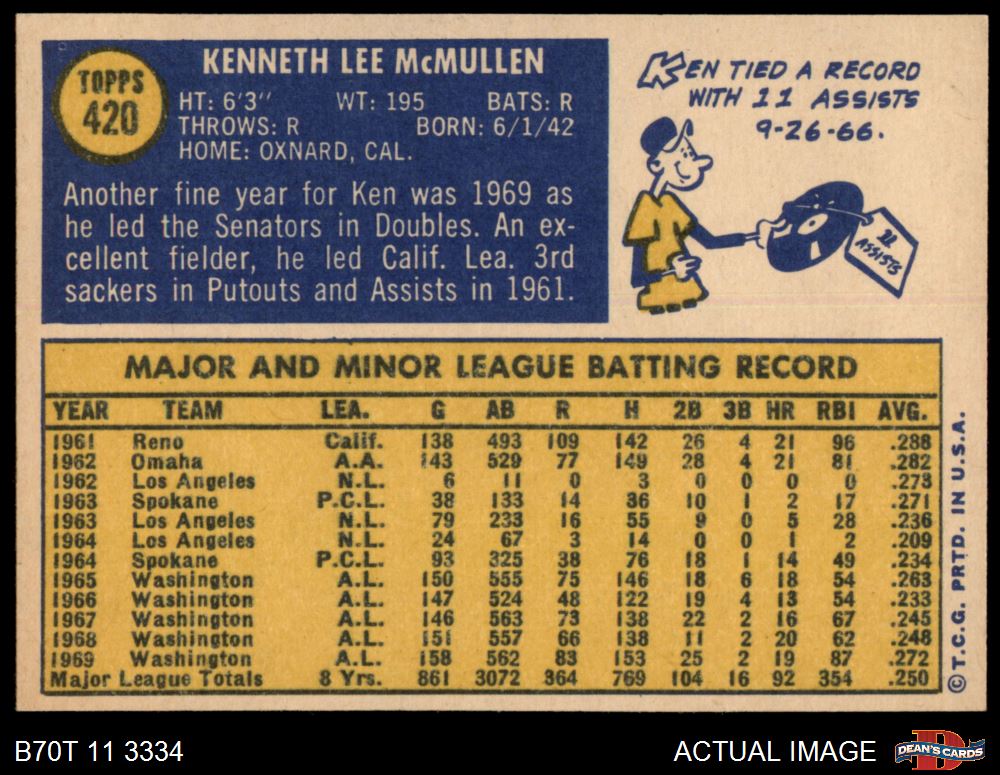 TOPPS
420
KENNETH LEE McMULLEN
HT: 6'3" WT: 195 BATS: R
THROWS: R BORN: 6/1/42
HOME: OXNARD, CAL.
Another fine year for Ken was 1969 as
he led the Senators in Doubles. An ex-
cellent fielder, he led Calif. Lea. 3rd
sackers in Putouts and Assists in 1961.
KEN TIED A RECORD
WITH 11 ASSISTS
9-26-66.
11
ASSISTS
MAJOR AND MINOR LEAGUE BATTING RECORD
YEAR TEAM LEA. G AB R H 2B 3B HR RBI AVG.
1961 Reno Calif. 138 493 109 142 26 4 21 96 .288
1962 Omaha A.A. 143 529 77 149 28 4 21 81 .282
1962 Los Angeles N.L. 6 11 0 3 0 0 0 0 .273
1963 Spokane P.C.L. 38 133 14 36 10 1 2 17 .271
1963 Los Angeles N.L. 79 233 16 55 9 0 5 28 .236
1964 Los Angeles N.L. 24 67 3 14 0 0 1 2 .209
1964 Spokane P.C.L. 93 325 38 76 18 1 14 49 .234
1965 Washington A.L. 150 555 75 146 18 6 18 54 .263
1966 Washington A.L. 147 524 48 122 19 4 13 54 .233
1967 Washington A.L. 146 563 73 138 22 2 16 67 .245
1968 Washington A.L. 151 557 66 138 11 2 20 62 .248
1969 Washington A.L. 158 562 83 153 25 2 19 87 .272
Major League Totals 8 Yrs. 861 3072 364 769 104 16 92 354 .250
© T.C.G. PRTD. IN U.S.A.
B70T 11 3334
ACTUAL IMAGE
D
DEAN'S CARDS